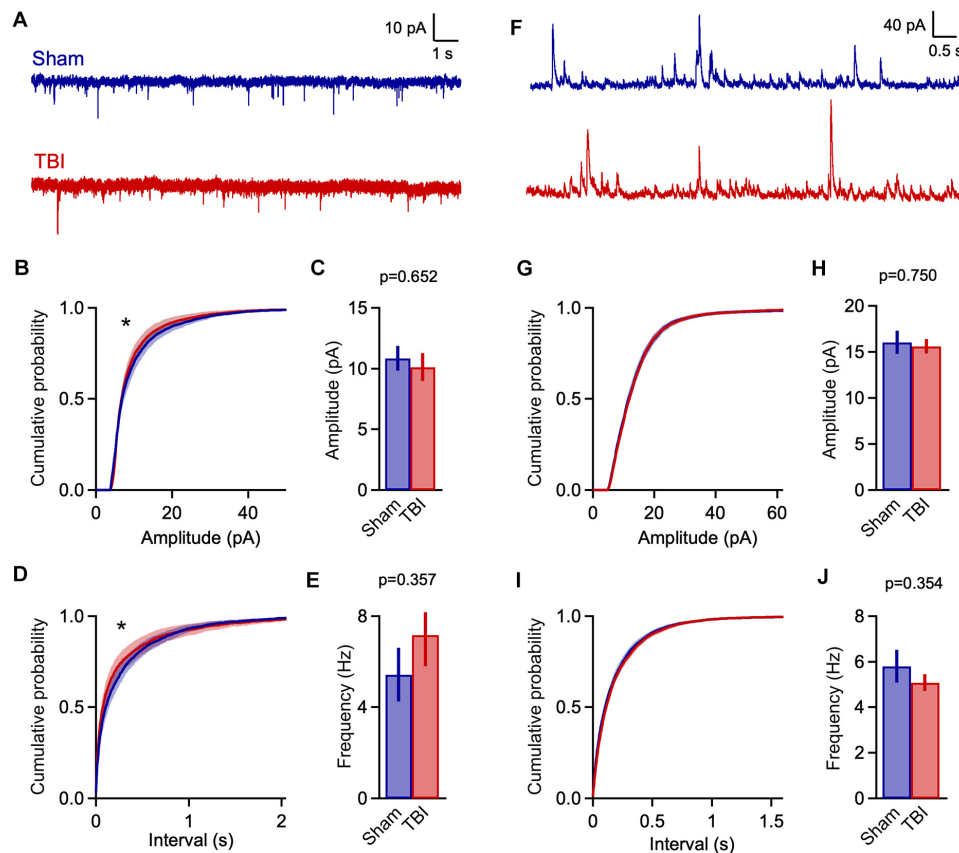 A
10 pA
1 s
Sham
TBI
F
40 pA
0.5 s
B
Cumulative probability
1.0
0.5
0.0
*
0
20
40
Amplitude (pA)
C
p=0.652
Amplitude (pA)
15
10
5
0
Sham
TBI
G
Cumulative probability
1.0
0.5
0.0
0
20
40
60
Amplitude (pA)
H
p=0.750
Amplitude (pA)
20
15
10
5
0
Sham
TBI
D
Cumulative probability
1.0
0.5
0.0
*
0
1
2
Interval (s)
E
p=0.357
Frequency (Hz)
8
4
0
Sham
TBI
I
Cumulative probability
1.0
0.5
0.0
0
0.5
1
1.5
Interval (s)
J
p=0.354
Frequency (Hz)
8
6
4
2
0
Sham
TBI